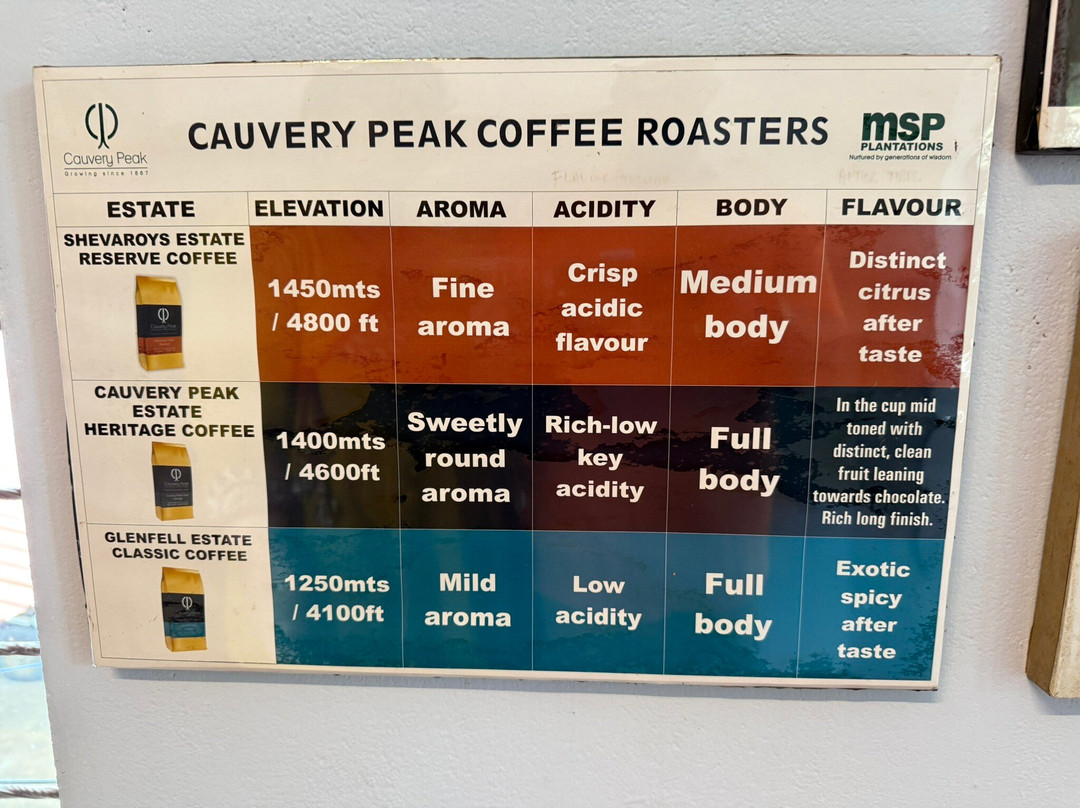 Cauvery Peak
Growing since 1867
CAUVERY PEAK COFFEE ROASTERS
msp
PLANTATIONS
Nurtured by generations of wisdom
ESTATE ELEVATION AROMA ACIDITY BODY FLAVOUR
SHEVAROYS ESTATE
RESERVE COFFEE
Cauvery Peak
1450mts
/ 4800 ft
Fine
aroma
Crisp
acidic
flavour
Medium
body
Distinct
citrus
after
taste
CAUVERY PEAK
ESTATE
HERITAGE COFFEE
1400mts
/ 4600ft
Sweetly
round
aroma
Rich-low
key
acidity
Full
body
In the cup mid
toned with
distinct, clean
fruit leaning
towards chocolate.
Rich long finish.
GLENFELL ESTATE
CLASSIC COFFEE
1250mts
/ 4100ft
Mild
aroma
Low
acidity
Full
body
Exotic
spicy
after
taste